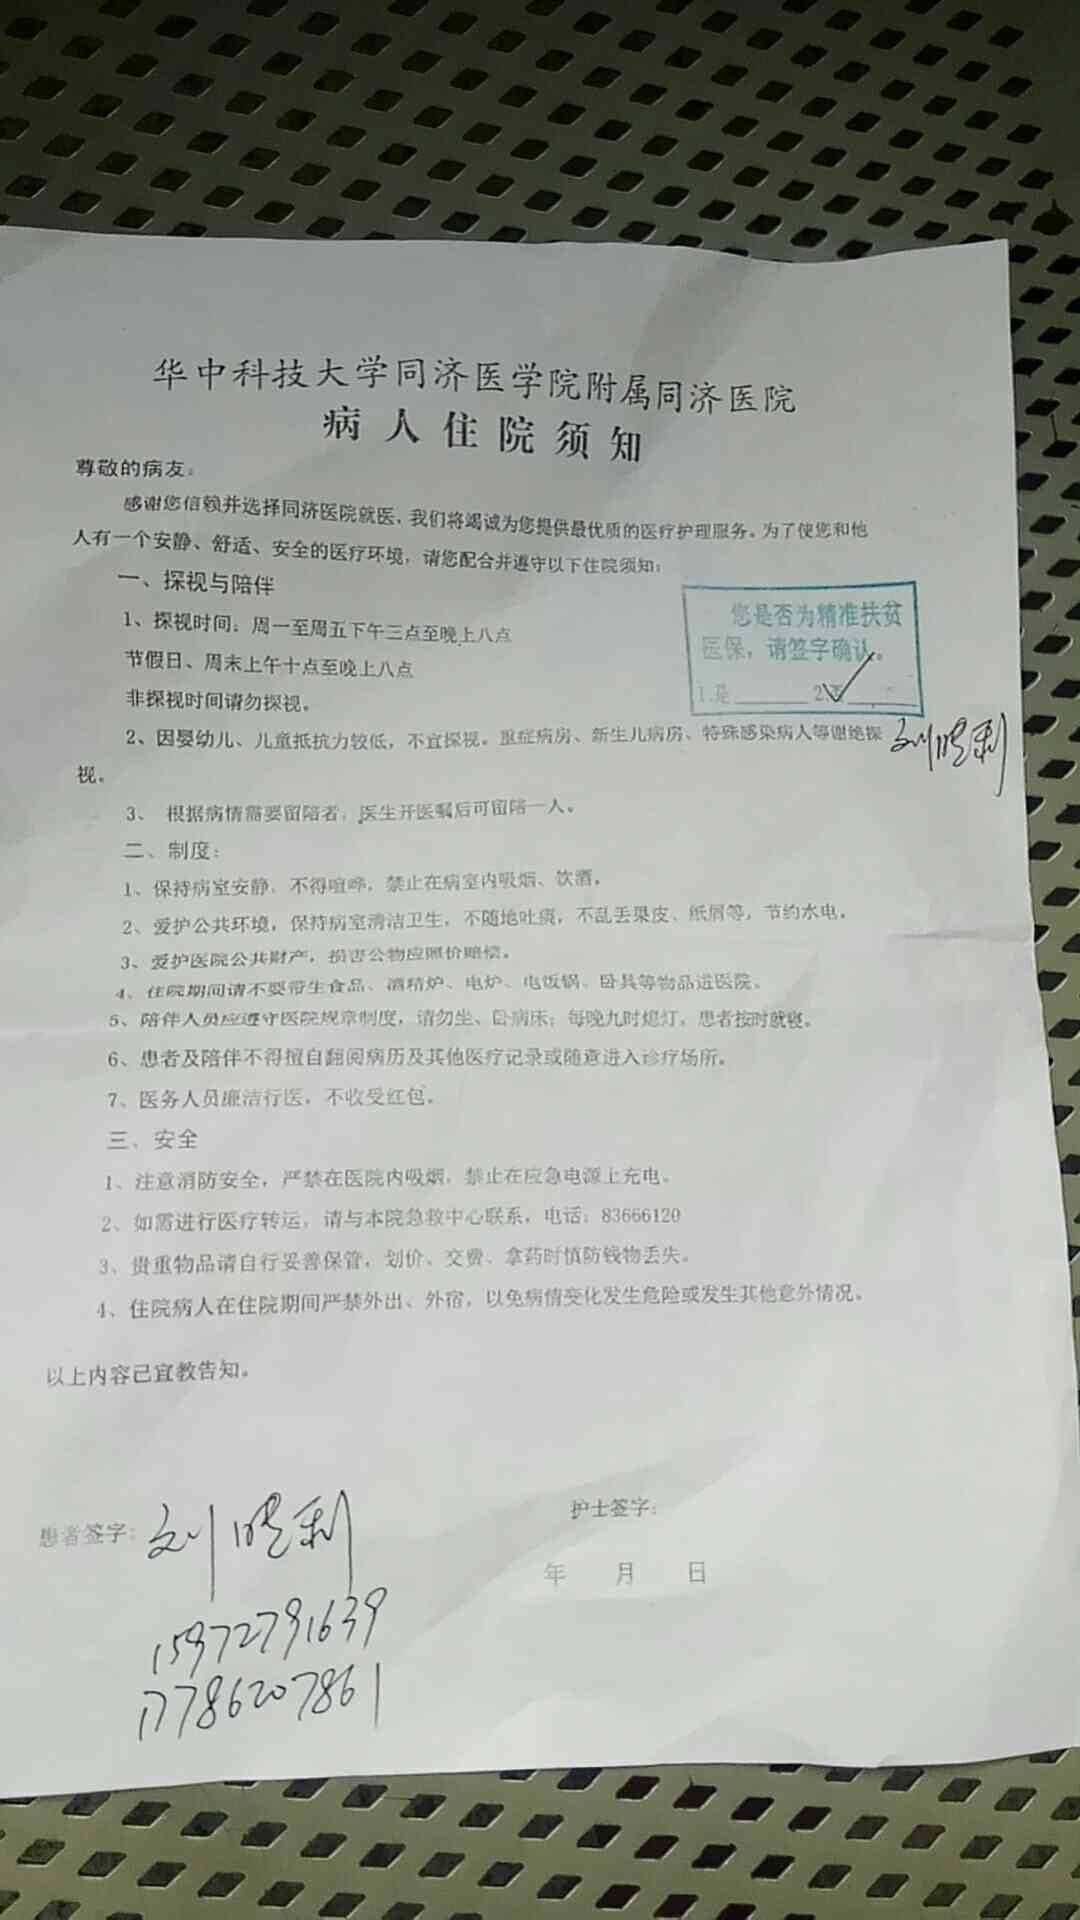 华中科技大学同济医学院附属同济医院
病人住院须知
尊敬的病友：
感谢您信赖并选择同济医院就医，我们将竭诚为您提供最优质的医疗护理服务。为了使您和他
人有一个安静、舒适、安全的医疗环境，请您配合并遵守以下住院须知：
一、探视与陪伴
1、探视时间：周一至周五下午三点至晚上八点
节假日、周末上午十点至晚上八点
非探视时间请勿探视。
您是否为精准扶贫
医保，请签字确认。
1.是 2.否
2、因婴幼儿、儿童抵抗力较低，不宜探视。重症病房、新生儿病房、特殊感染病人等谢绝探
视。
刘晓利
3、根据病情需要留陪者，医生开医嘱后可留陪一人。
二、制度：
1、保持病室安静，不得喧哗，禁止在病室内吸烟、饮酒。
2、爱护公共环境，保持病室清洁卫生，不随地吐痰，不乱丢果皮、纸屑等，节约水电。
3、爱护医院公共财产，损害公物应照价赔偿。
4、住院期间请不要带生食品、酒精炉、电炉、电饭锅、卧具等物品进医院。
5、陪伴人员应遵守医院规章制度，请勿坐、卧病床；每晚九时熄灯，患者按时就寝。
6、患者及陪伴不得擅自翻阅病历及其他医疗记录或随意进入诊疗场所。
7、医务人员廉洁行医，不收受红包。
三、安全
1、注意消防安全，严禁在医院内吸烟，禁止在应急电源上充电。
2、如需进行医疗转运，请与本院急救中心联系，电话：83666120
3、贵重物品请自行妥善保管，划价、交费、拿药时慎防钱物丢失。
4、住院病人在住院期间严禁外出、外宿，以免病情变化发生危险或发生其他意外情况。
以上内容已宣教告知。
患者签字：刘晓利
护士签字：
年 月 日
15972791639
17786207861